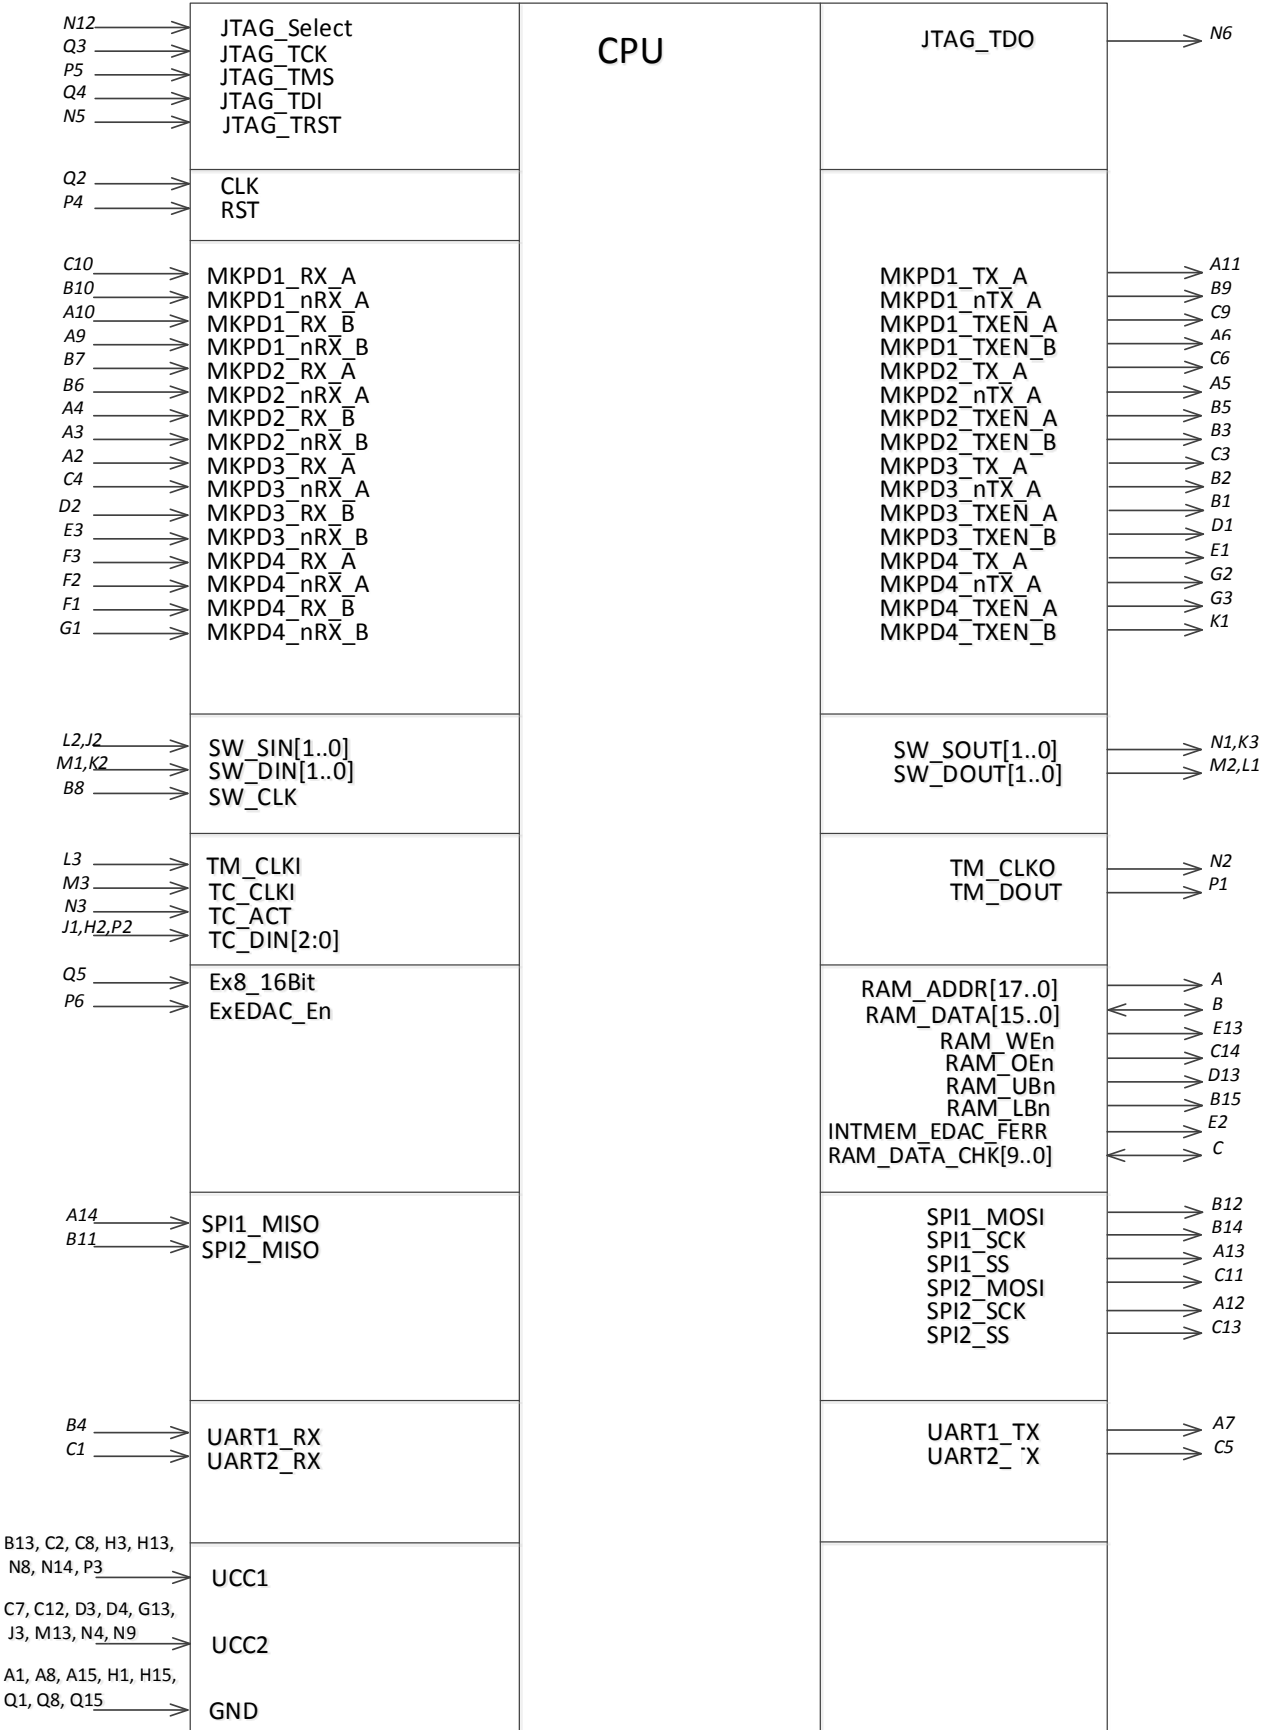 CPU
N12 JTAG_Select
Q3 JTAG_TCK
P5 JTAG_TMS
Q4 JTAG_TDI
N5 JTAG_TRST
JTAG_TDO N6
Q2 CLK
P4 RST
C10 MKPD1_RX_A
B10 MKPD1_nRX_A
A10 MKPD1_RX_B
A9 MKPD1_nRX_B
B7 MKPD2_RX_A
B6 MKPD2_nRX_A
A4 MKPD2_RX_B
A3 MKPD2_nRX_B
A2 MKPD3_RX_A
C4 MKPD3_nRX_A
D2 MKPD3_RX_B
E3 MKPD3_nRX_B
F3 MKPD4_RX_A
F2 MKPD4_nRX_A
F1 MKPD4_RX_B
G1 MKPD4_nRX_B
MKPD1_TX_A A11
MKPD1_nTX_A B9
MKPD1_TXEN_A C9
MKPD1_TXEN_B A6
MKPD2_TX_A C6
MKPD2_nTX_A A5
MKPD2_TXEN_A B5
MKPD2_TXEN_B B3
MKPD3_TX_A C3
MKPD3_nTX_A B2
MKPD3_TXEN_A B1
MKPD3_TXEN_B D1
MKPD4_TX_A E1
MKPD4_nTX_A G2
MKPD4_TXEN_A G3
MKPD4_TXEN_B K1
L2,J2 SW_SIN[1..0]
M1,K2 SW_DIN[1..0]
B8 SW_CLK
SW_SOUT[1..0] N1,K3
SW_DOUT[1..0] M2,L1
L3 TM_CLKI
M3 TC_CLKI
N3 TC_ACT
J1,H2,P2 TC_DIN[2:0]
TM_CLKO N2
TM_DOUT P1
Q5 Ex8_16Bit
P6 ExEDAC_En
RAM_ADDR[17..0] A
RAM_DATA[15..0] B
RAM_WEn E13
RAM_OEn C14
RAM_UBn D13
RAM_LBn B15
INTMEM_EDAC_FERR E2
RAM_DATA_CHK[9..0] C
A14 SPI1_MISO
B11 SPI2_MISO
SPI1_MOSI B12
SPI1_SCK B14
SPI1_SS A13
SPI2_MOSI C11
SPI2_SCK A12
SPI2_SS C13
B4 UART1_RX
C1 UART2_RX
UART1_TX A7
C5
B13, C2, C8, H3, H13,
N8, N14, P3 UCC1
C7, C12, D3, D4, G13,
J3, M13, N4, N9 UCC2
A1, A8, A15, H1, H15,
Q1, Q8, Q15 GND